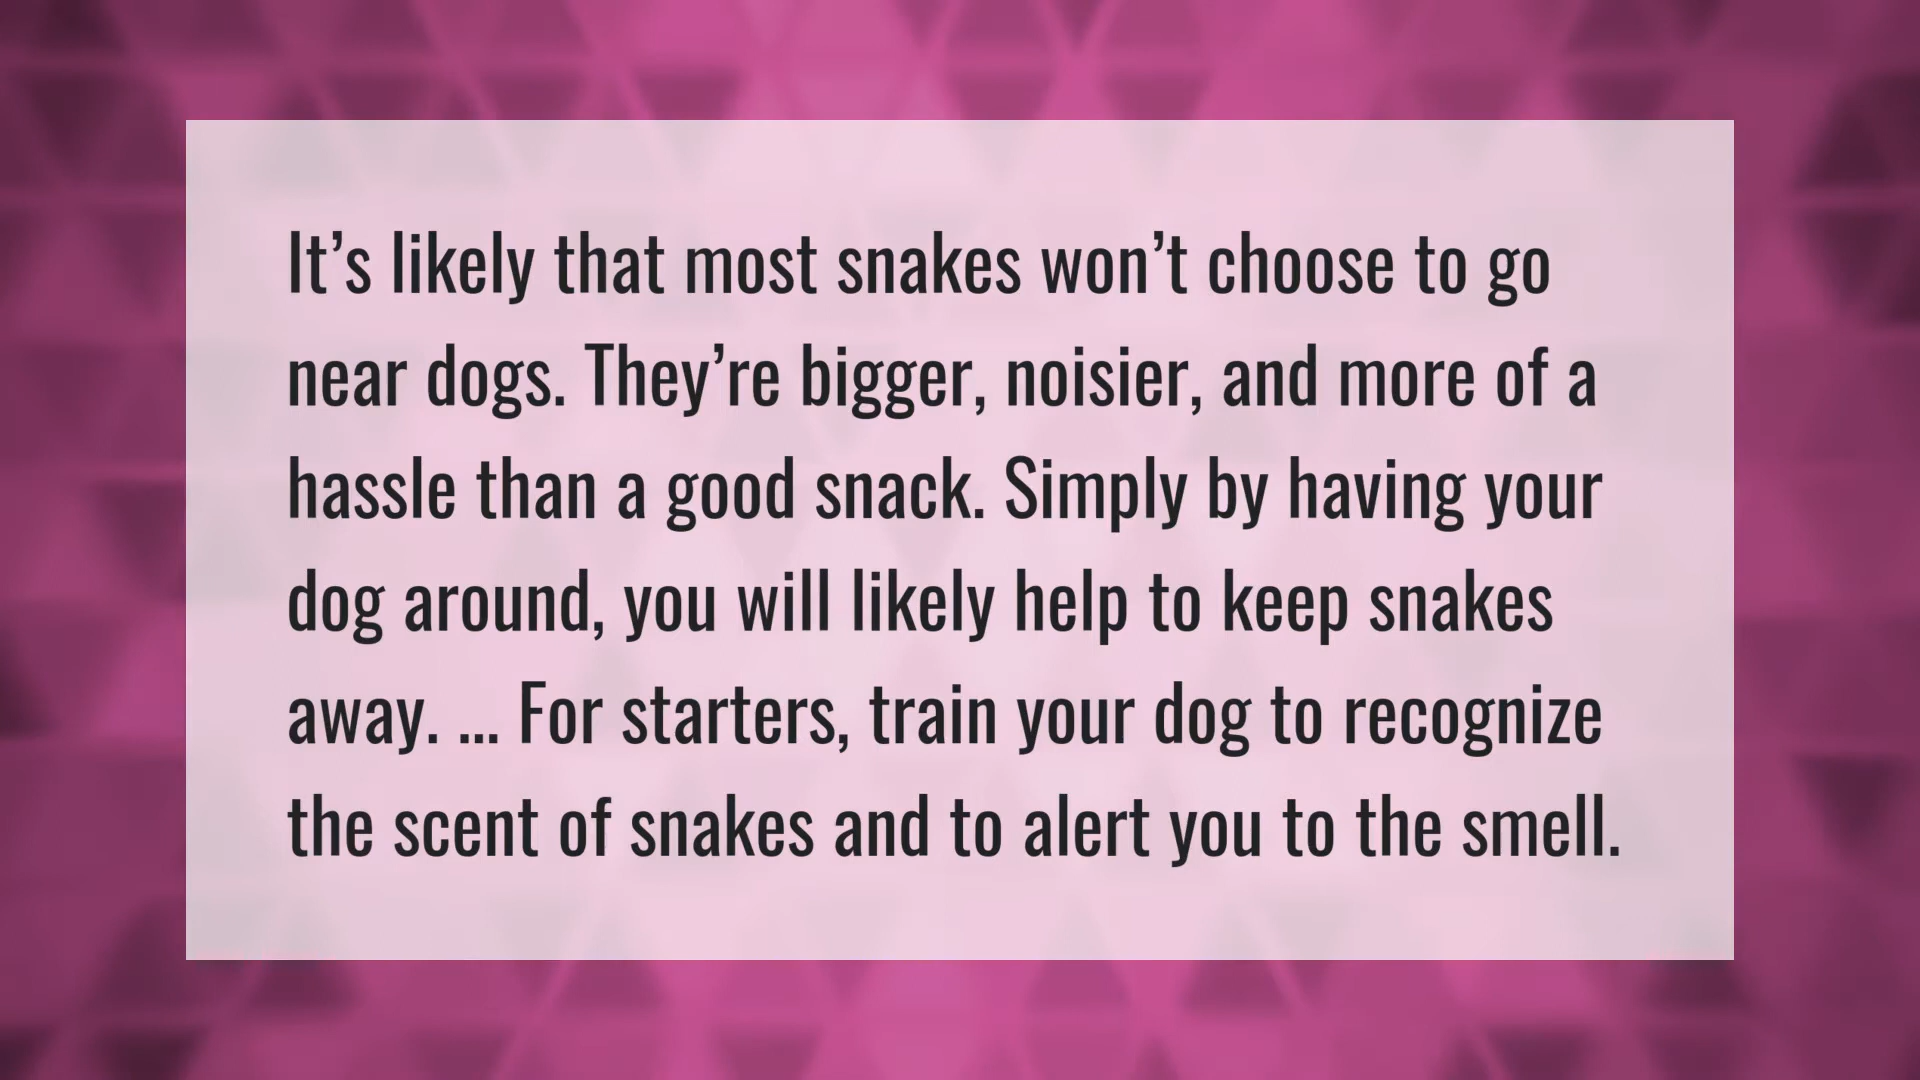 It’s likely that most snakes won’t choose to go
near dogs. They’re bigger, noisier, and more of a
hassle than a good snack. Simply by having your
dog around, you will likely help to keep snakes
away. ... For starters, train your dog to recognize
the scent of snakes and to alert you to the smell.